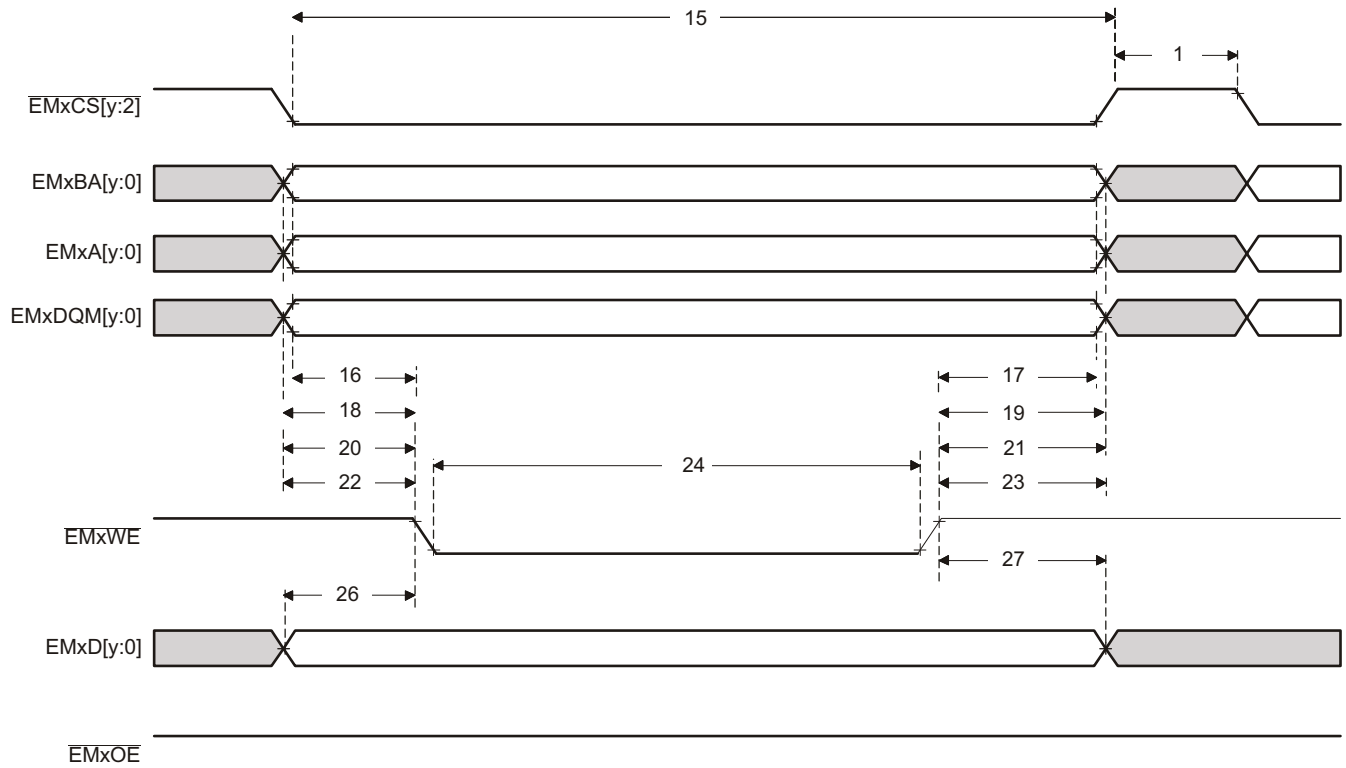 15
1
EMxCS[y:2]
EMxBA[y:0]
EMxA[y:0]
EMxDQM[y:0]
16 17
18 19
20 21
24
22 23
EMxWE
27
26
EMxD[y:0]
EMxOE